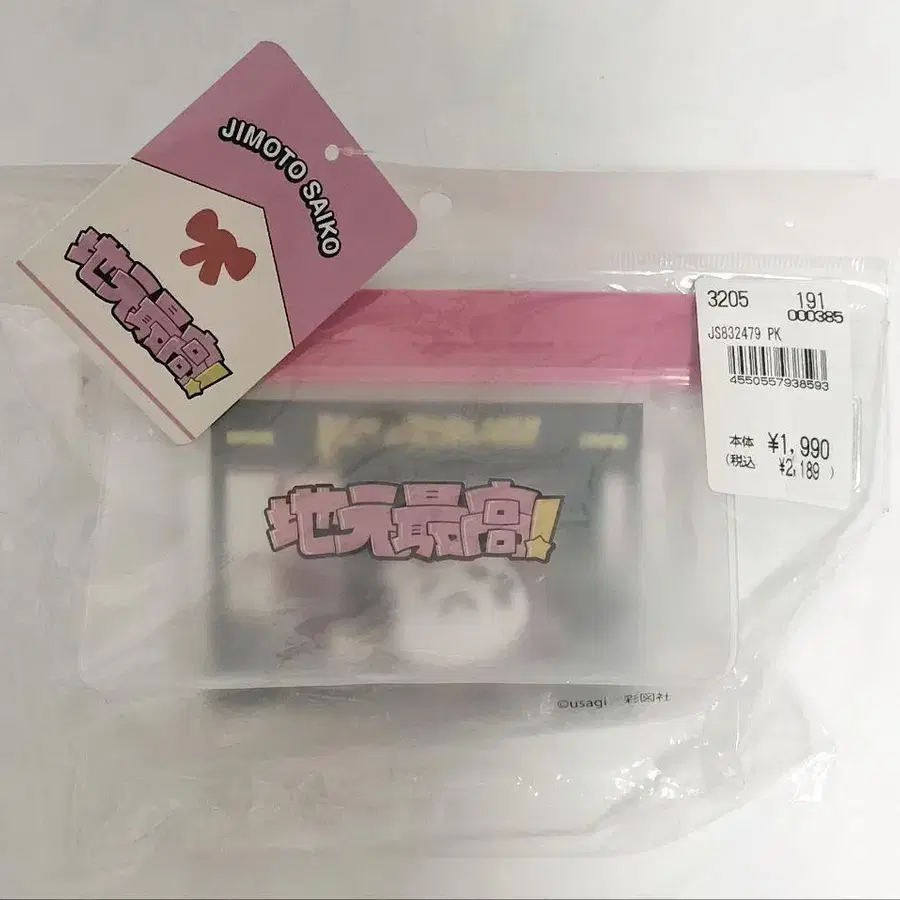 JIMOTO SAIKO
地元最高!
3205 191
000385
JS832479 PK
4550557938593
本体 ¥1,990
(税込 ¥2,189 )
地元最高!
©usagi 彩図社